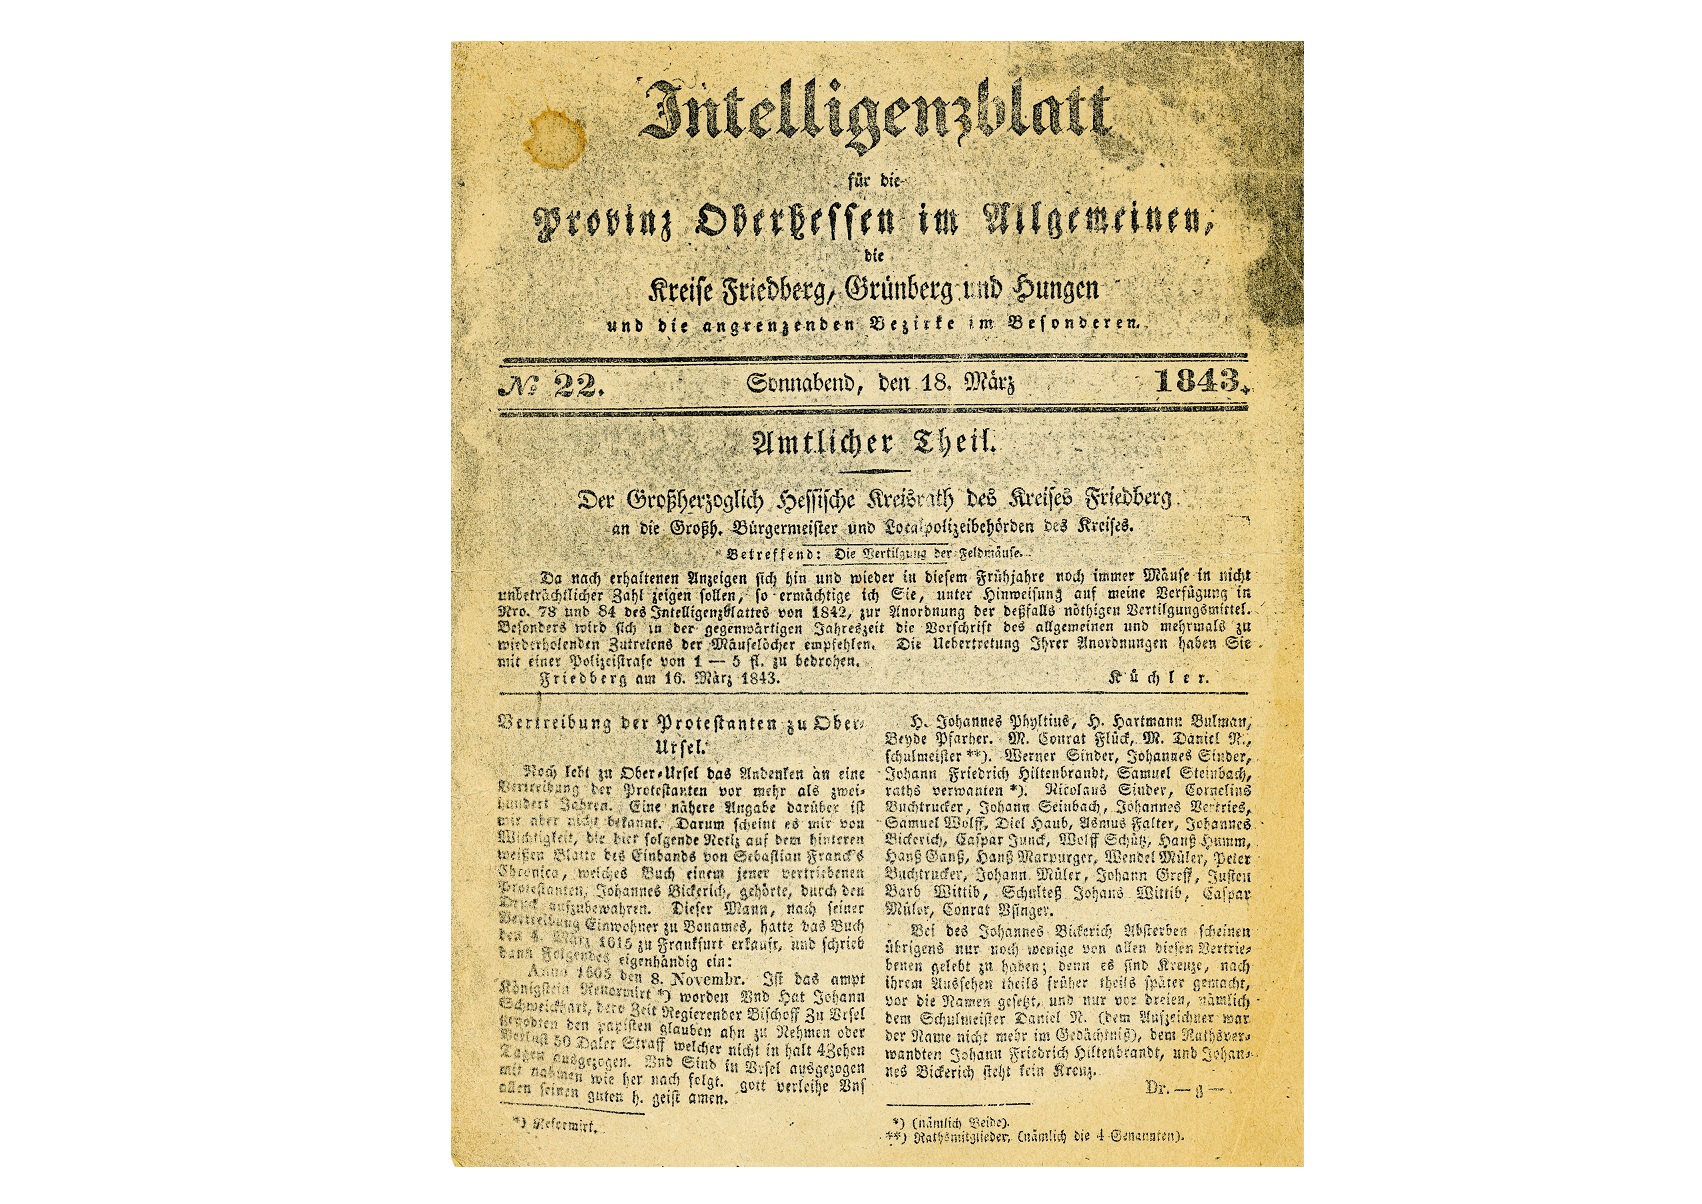 Intelligenzblatt
für die
Provinz Oberhessen im Allgemeinen,
die
Kreise Friedberg, Grünberg und Hungen
und die angrenzenden Bezirke im Besonderen.
№ 22. Sonnabend, den 18. März 1843.
Amtlicher Theil.
Der Großherzoglich Hessische Kreisrath des Kreises Friedberg
an die Großh. Bürgermeister und Localpolizeibehörden des Kreises.
Betreffend: Die Vertilgung der Feldmäuse.
Da nach erhaltenen Anzeigen sich hin und wieder in diesem Frühjahre noch immer Mäuse in nicht
unbeträchtlicher Zahl zeigen sollen, so ermächtige ich Sie, unter Hinweisung auf meine Verfügung in
Nro. 78 und 84 des Intelligenzblattes von 1842, zur Anordnung der deßfalls nöthigen Vertilgungsmittel.
Besonders wird sich in der gegenwärtigen Jahreszeit die Vorschrift des allgemeinen und mehrmals zu
wiederholenden Zutretens der Mäuselöcher empfehlen. Die Uebertretung Ihrer Anordnungen haben Sie
mit einer Polizeistrafe von 1 — 5 fl. zu bedrohen.
Friedberg am 16. März 1843. Küchler.
Vertreibung der Protestanten zu Ober-
Ursel.
Noch lebt zu Ober-Ursel das Andenken an eine
Vertreibung der Protestanten vor mehr als zwei-
hundert Jahren. Eine nähere Angabe darüber ist
mir aber nicht bekannt. Darum scheint es mir von
Wichtigkeit, die hier folgende Notiz auf dem hinteren
weißen Blatte des Einbands von Sebastian Franck's
Chronica, welches Buch einem jener vertriebenen
Protestanten, Johannes Bickerich, gehörte, durch den
Druck aufzubewahren. Dieser Mann, nach seiner
Vertreibung Einwohner zu Bonames, hatte das Buch
den 4. März 1615 zu Frankfurt erkauft, und schrieb
dann Folgendes eigenhändig ein:
Anno 1605 den 8. Novembr. Ist das ampt
Königstein Renormirt *) worden Vnd Hat Johann
Schweickhart, dero Zeit Regierender Bischoff Zu Vrsel
gepodten den papisten glauben ahn zu Nehmen oder
Verlust 50 Daler Straff welcher nicht in halt 4Zehen
Tagen ausgezogen. Vnd Sind in Vrsel ausgezogen
mit nahmen wie her nach folgt. gott verleihe Vns
allen seinen guten h. geist amen.
*) Reformirt.
H. Johannes Phyltius, H. Hartmann Bulman,
Beyde Pfarher. M. Conrat Flück, M. Daniel N.,
schulmeister **). Werner Sinder, Johannes Sinder,
Johann Friedrich Hiltenbrandt, Samuel Steinbach,
raths verwanten *). Nicolaus Sinder, Cornelius
Buchtrucker, Johann Seinbach, Johannes Vertries,
Samuel Wolff, Diel Haub, Asmus Falter, Johannes
Bickerich, Caspar Junck, Wolff Schütz, Hanß Humm,
Hanß Ganß, Hanß Marpurger, Wendel Müler, Peter
Buchtrucker, Johann Müler, Johann Greff, Justen
Barb Wittib, Schulteß Johans Wittib, Caspar
Müler, Conrat Vsinger.
Bei des Johannes Bickerich Absterben scheinen
übrigens nur noch wenige von allen diesen Vertrie-
benen gelebt zu haben; denn es sind Kreuze, nach
ihrem Aussehen theils früher theils später gemacht,
vor die Namen gesetzt, und nur vor dreien, nämlich
dem Schulmeister Daniel N. (dem Aufzeichner war
der Name nicht mehr im Gedächtniß), dem Rathsver-
wandten Johann Friedrich Hiltenbrandt, und Johan-
nes Bickerich steht kein Kreuz.
Dr. — g —.
*) (nämlich Beide).
**) Rathsmitglieder, (nämlich die 4 Genannten).